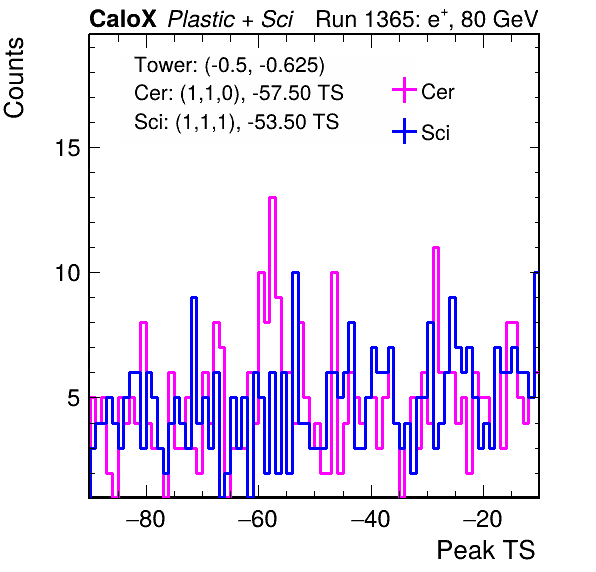 CaloX Plastic + Sci Run 1365: e+, 80 GeV
Counts
Tower: (-0.5, -0.625)
Cer: (1,1,0), -57.50 TS
Sci: (1,1,1), -53.50 TS
Cer
Sci
15
10
5
−80 −60 −40 −20
Peak TS